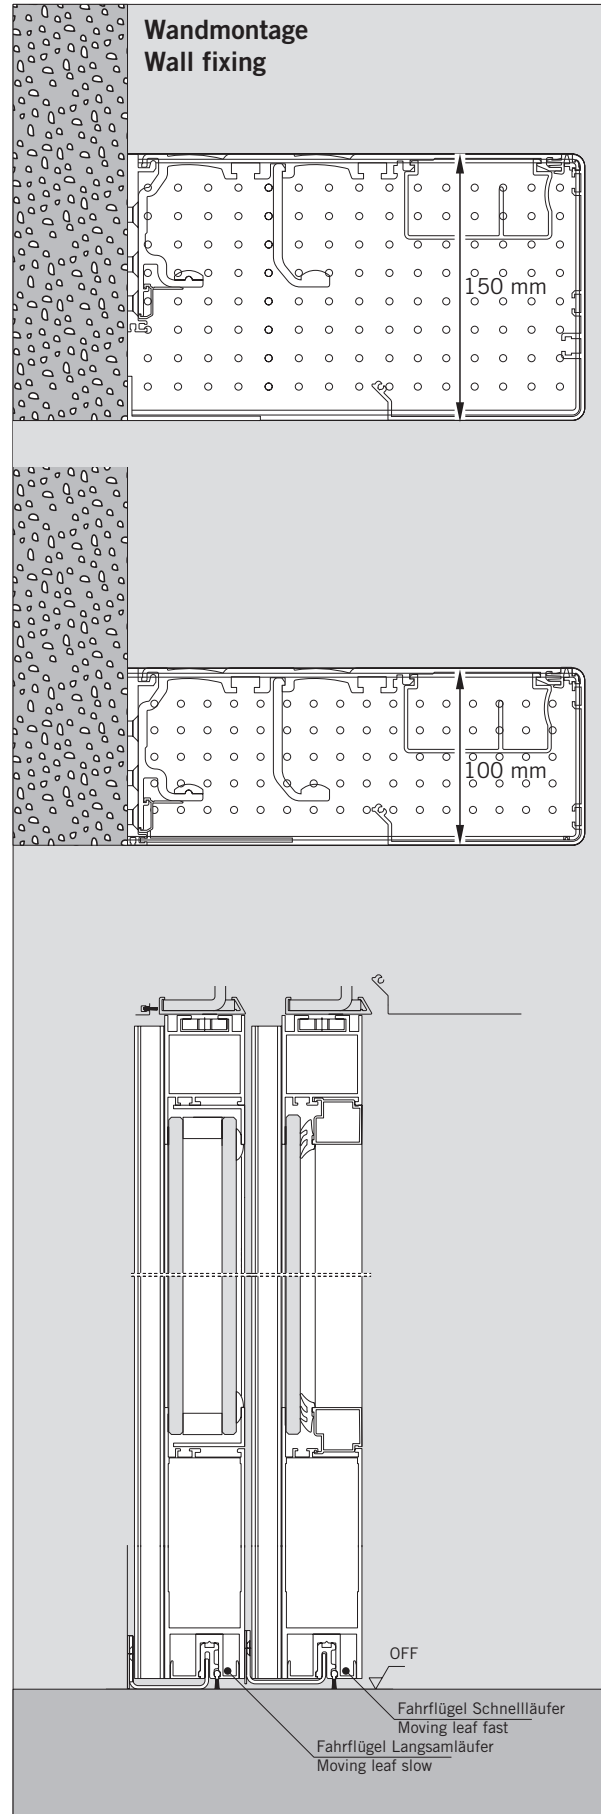 Wandmontage
Wall fixing
150 mm
100 mm
OFF
Fahrflügel Schnellläufer
Moving leaf fast
Fahrflügel Langsamläufer
Moving leaf slow